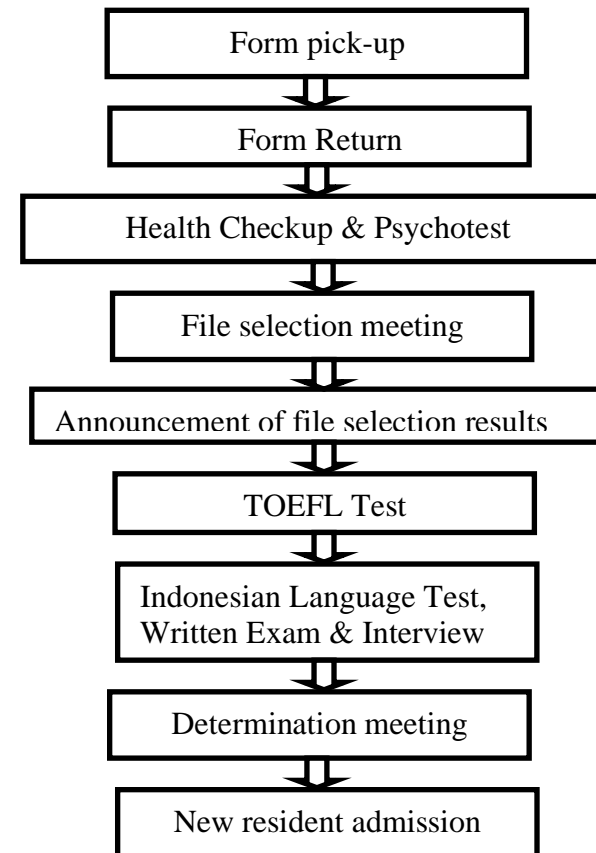 Form pick-up
Form Return
Health Checkup & Psychotest
File selection meeting
Announcement of file selection results
TOEFL Test
Indonesian Language Test,
Written Exam & Interview
Determination meeting
New resident admission